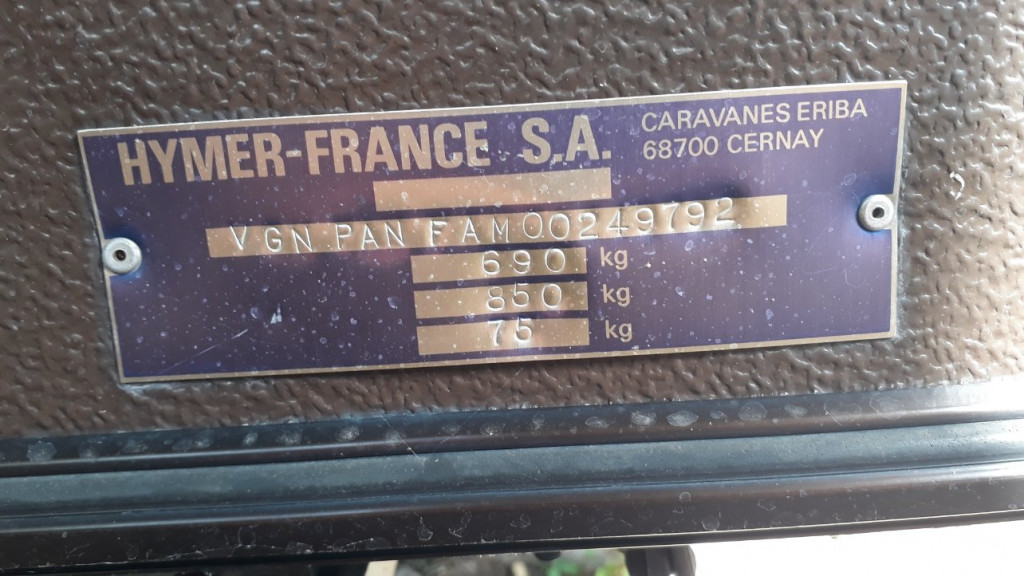 HYMER-FRANCE S.A.
CARAVANES ERIBA
68700 CERNAY
VGN PAN FAM00249792
690 kg
850 kg
75 kg